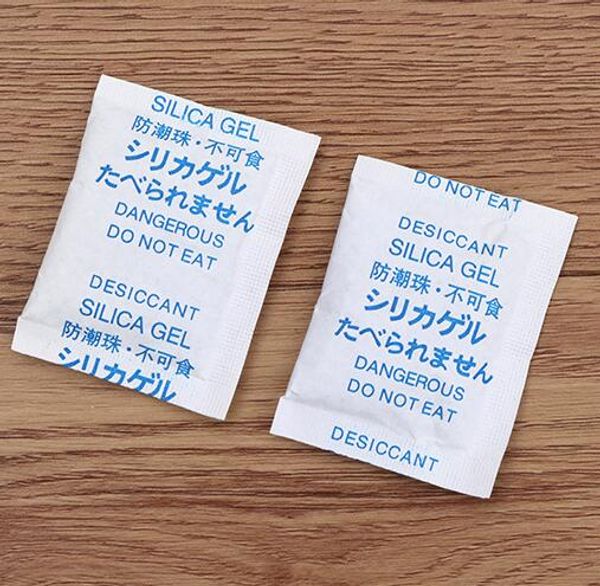 SILICA GEL
防潮珠・不可食
シリカゲル
たべられません
DANGEROUS
DO NOT EAT
DESICCANT
SILICA GEL
防潮珠・不可食
シリカゲル
DO NOT EAT
DESICCANT
SILICA GEL
防潮珠・不可食
シリカゲル
たべられません
DANGEROUS
DO NOT EAT
DESICCANT